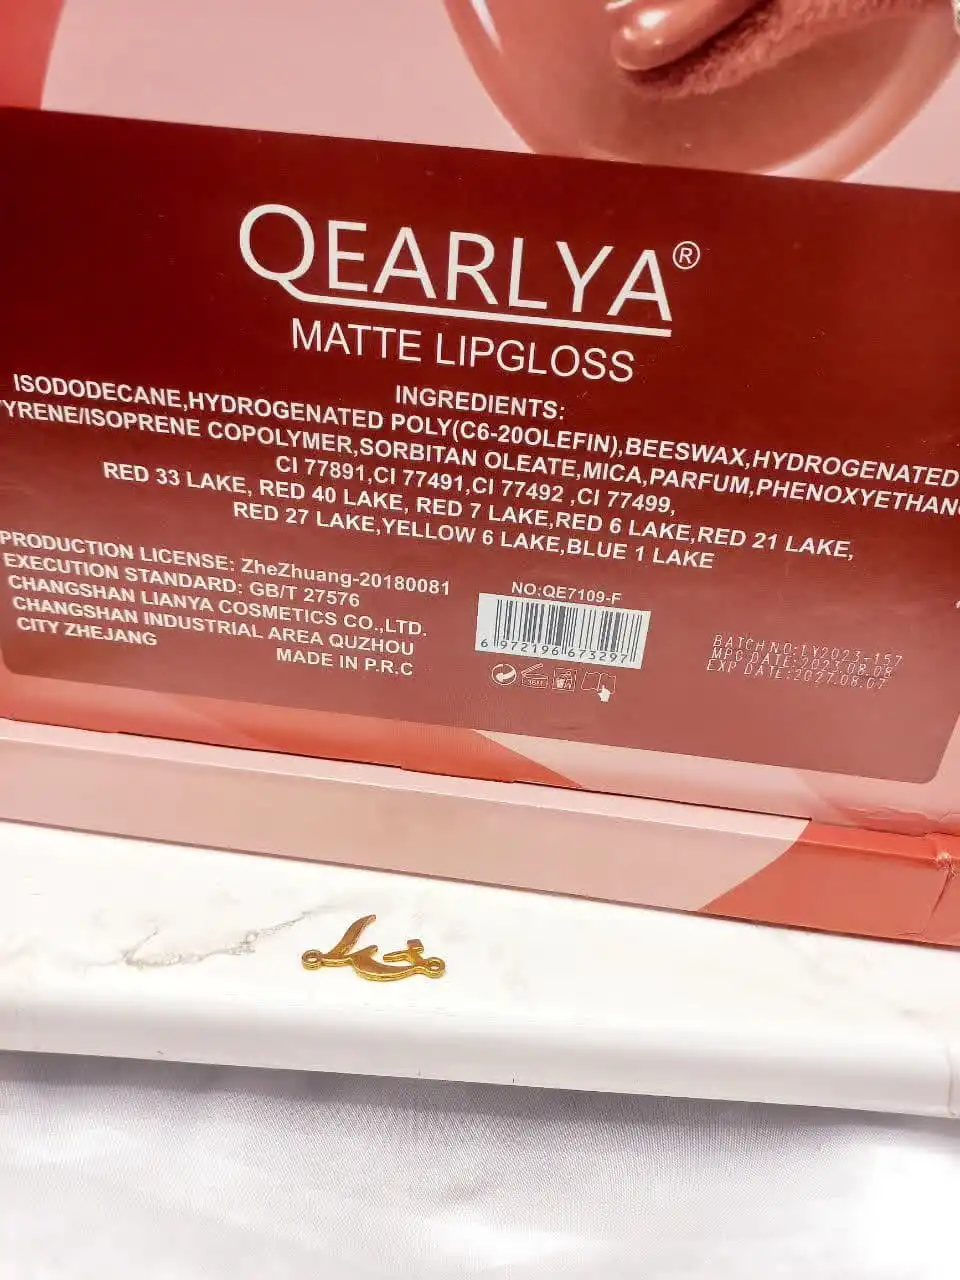 QEARLYA®
MATTE LIPGLOSS
INGREDIENTS:
ISODODECANE,HYDROGENATED POLY(C6-20OLEFIN),BEESWAX,HYDROGENATED
YRENE/ISOPRENE COPOLYMER,SORBITAN OLEATE,MICA,PARFUM,PHENOXYETHAN
CI 77891,CI 77491,CI 77492 ,CI 77499,
RED 33 LAKE, RED 40 LAKE, RED 7 LAKE,RED 6 LAKE,RED 21 LAKE,
RED 27 LAKE,YELLOW 6 LAKE,BLUE 1 LAKE
PRODUCTION LICENSE: ZheZhuang-20180081
EXECUTION STANDARD: GB/T 27576
CHANGSHAN LIANYA COSMETICS CO.,LTD.
CHANGSHAN INDUSTRIAL AREA QUZHOU
CITY ZHEJANG
MADE IN P.R,C
NO:QE7109-F
6 972196 673297
36M
BATCH NO:LY2023-157
MPG DATE:2023.08.08
EXP DATE:2027.08.07